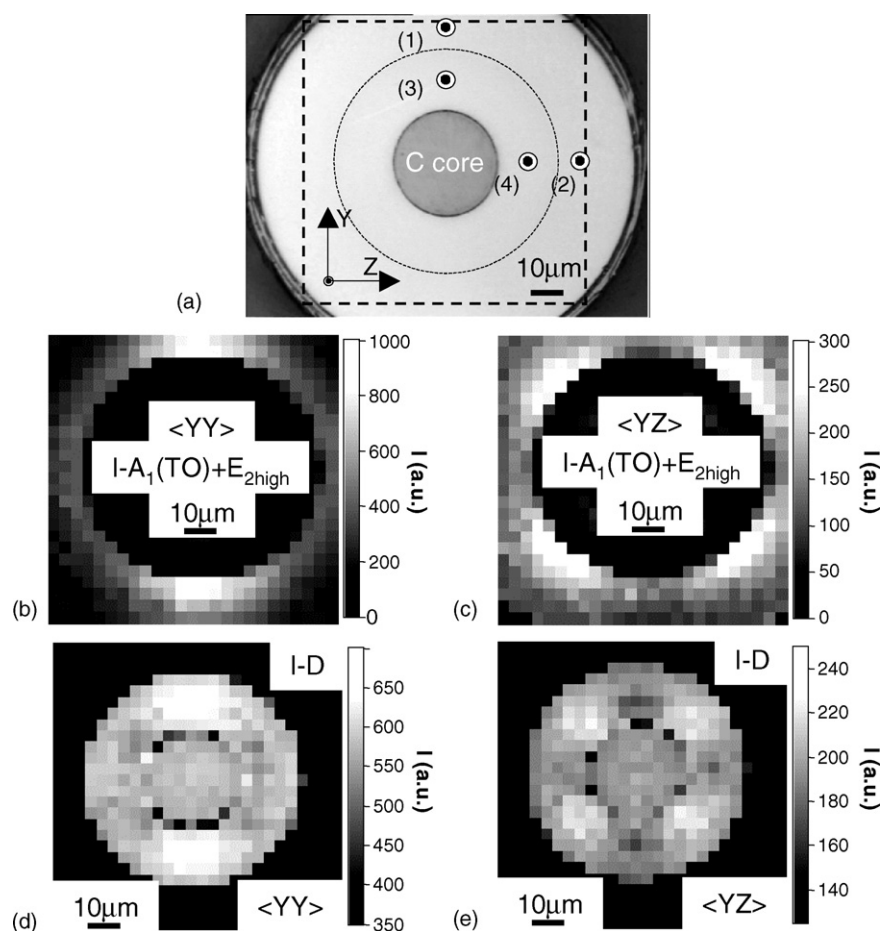 (1)
(3)
C core
(4)
(2)
Y
Z
10μm
(a)
<YY>
I-A1(TO)+E2high
10μm
1000
800
600
400
200
0
I (a.u.)
(b)
<YZ>
I-A1(TO)+E2high
10μm
300
250
200
150
100
50
0
I (a.u.)
(c)
I-D
650
600
550
500
450
400
350
I (a.u.)
10μm
<YY>
(d)
I-D
240
220
200
180
160
140
I (a.u.)
10μm
<YZ>
(e)